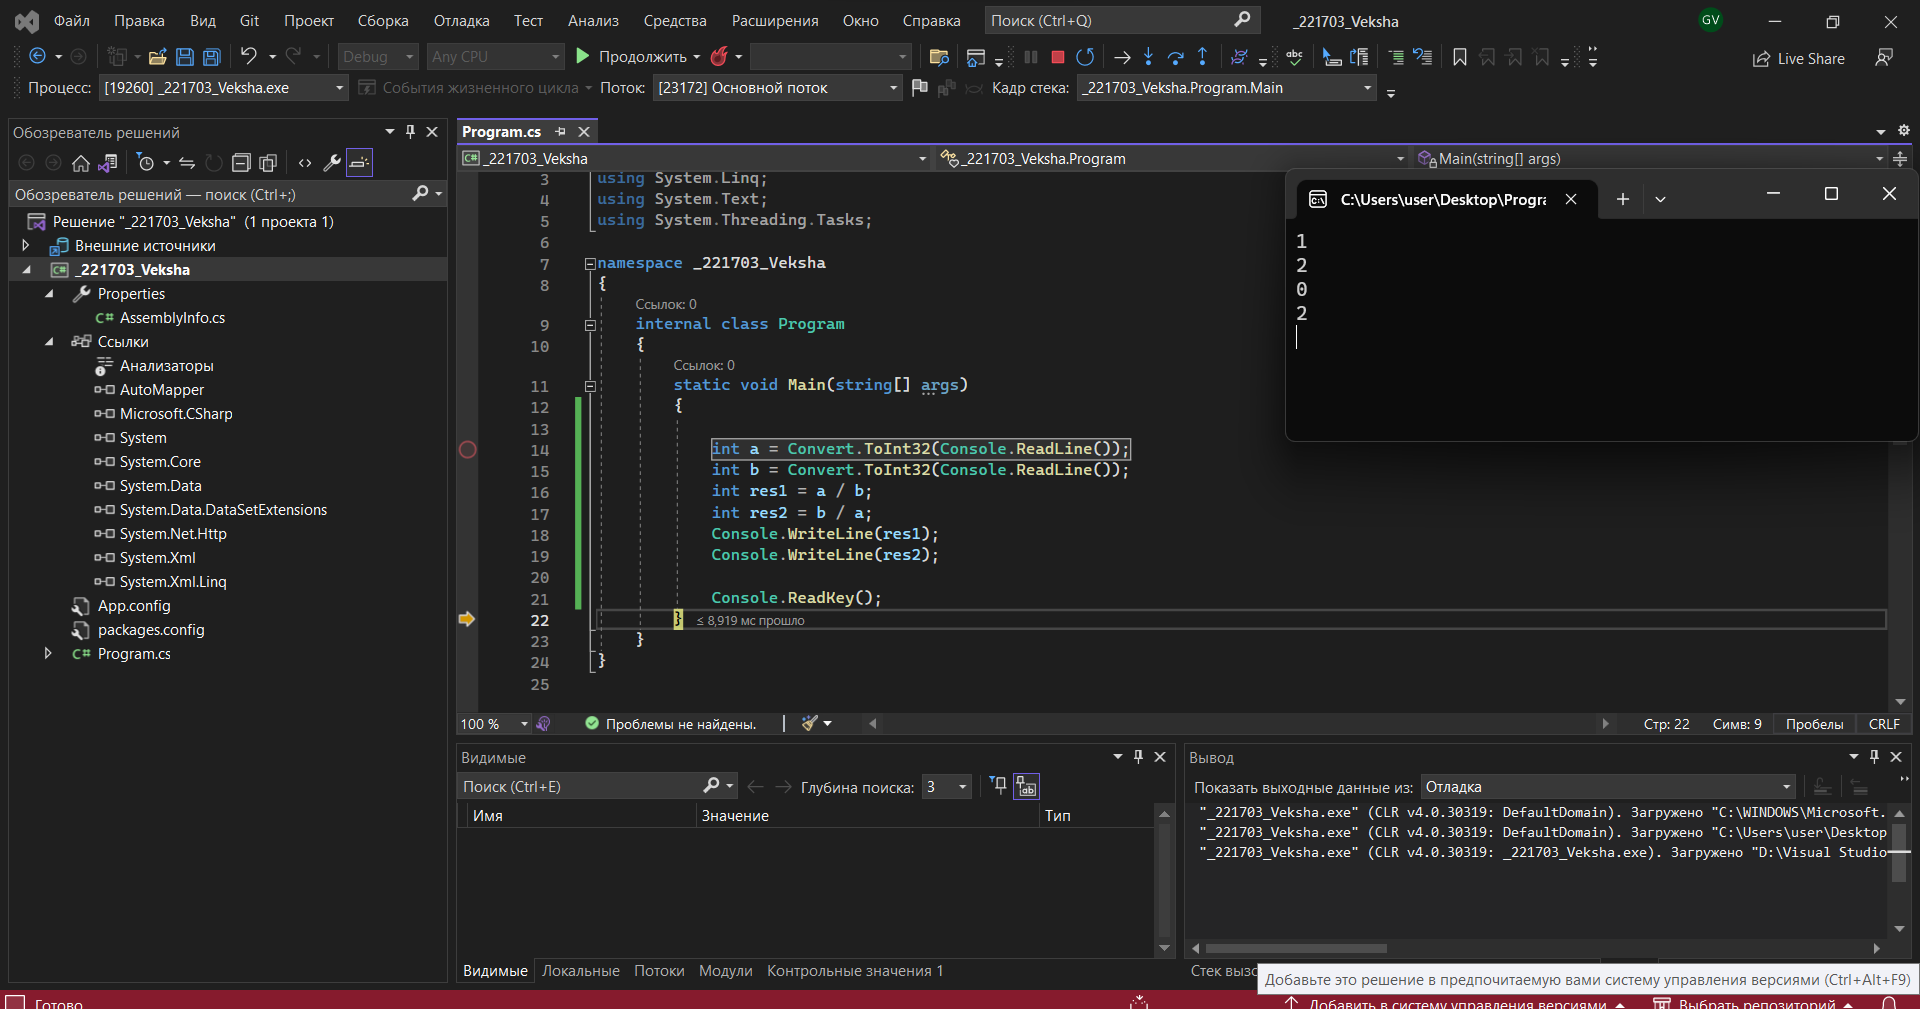 Файл Правка Вид Git Проект Сборка Отладка Тест Анализ Средства Расширения Окно Справка Поиск (Ctrl+Q) _221703_Veksha GV
Debug Any CPU Продолжить Live Share
Процесс: [19260] _221703_Veksha.exe События жизненного цикла Поток: [23172] Основной поток Кадр стека: _221703_Veksha.Program.Main
Обозреватель решений
Обозреватель решений — поиск (Ctrl+;)
Решение "_221703_Veksha" (1 проекта 1)
Внешние источники
_221703_Veksha
Properties
C# AssemblyInfo.cs
Ссылки
Анализаторы
AutoMapper
Microsoft.CSharp
System
System.Core
System.Data
System.Data.DataSetExtensions
System.Net.Http
System.Xml
System.Xml.Linq
App.config
packages.config
C# Program.cs
Program.cs
C# _221703_Veksha _221703_Veksha.Program Main(string[] args)
3 using System.Linq;
4 using System.Text;
5 using System.Threading.Tasks;
6
7 namespace _221703_Veksha
8 {
Ссылок: 0
9 internal class Program
10 {
Ссылок: 0
11 static void Main(string[] args)
12 {
13
14 int a = Convert.ToInt32(Console.ReadLine());
15 int b = Convert.ToInt32(Console.ReadLine());
16 int res1 = a / b;
17 int res2 = b / a;
18 Console.WriteLine(res1);
19 Console.WriteLine(res2);
20
21 Console.ReadKey();
22 } ≤ 8,919 мс прошло
23 }
24 }
25
100 % Проблемы не найдены. Стр: 22 Симв: 9 Пробелы CRLF
C:\Users\user\Desktop\Progra
1
2
0
2
Видимые
Поиск (Ctrl+E) Глубина поиска: 3
Имя Значение Тип
Видимые Локальные Потоки Модули Контрольные значения 1
Вывод
Показать выходные данные из: Отладка
"_221703_Veksha.exe" (CLR v4.0.30319: DefaultDomain). Загружено "C:\WINDOWS\Microsoft.
"_221703_Veksha.exe" (CLR v4.0.30319: DefaultDomain). Загружено "C:\Users\user\Desktop
"_221703_Veksha.exe" (CLR v4.0.30319: _221703_Veksha.exe). Загружено "D:\Visual Studio
Стек вызо
Добавьте это решение в предпочитаемую вами систему управления версиями (Ctrl+Alt+F9)
Готово Добавить в систему управления версиями Выбрать репозиторий